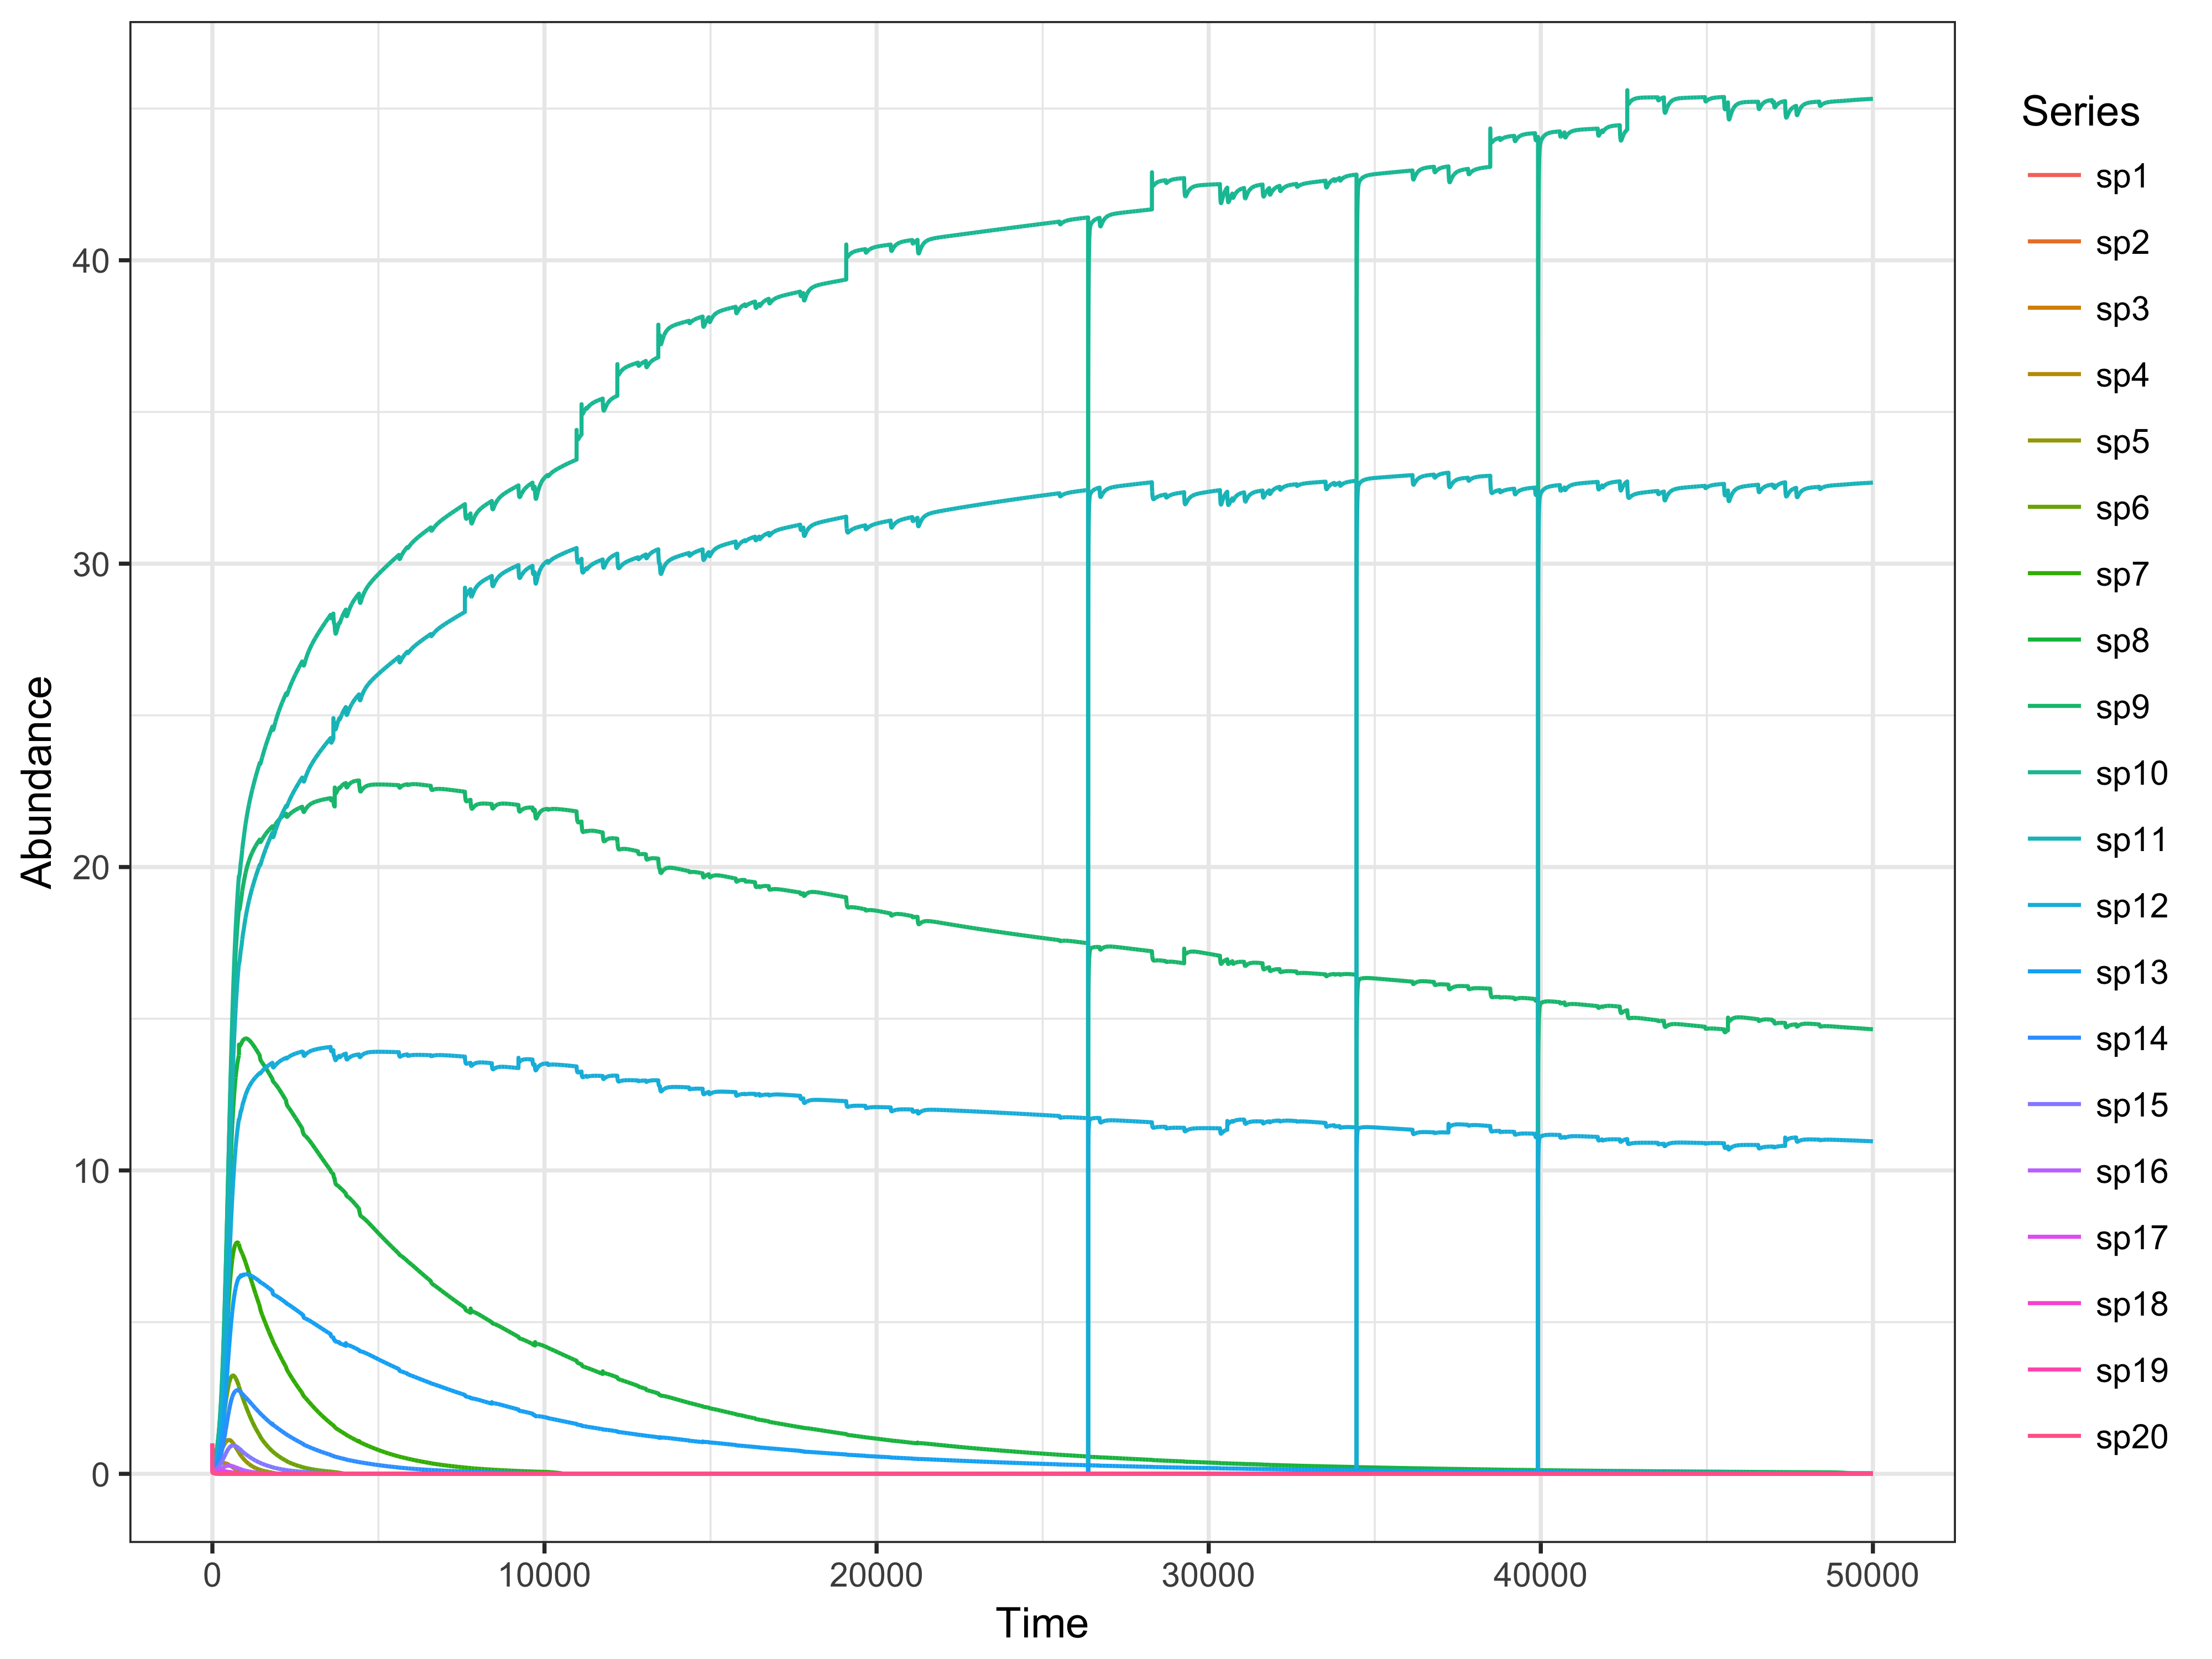 Series
sp1
sp2
sp3
sp4
sp5
sp6
sp7
sp8
sp9
sp10
sp11
sp12
sp13
sp14
sp15
sp16
sp17
sp18
sp19
sp20
Abundance
40
30
20
10
0
0 10000 20000 30000 40000 50000
Time